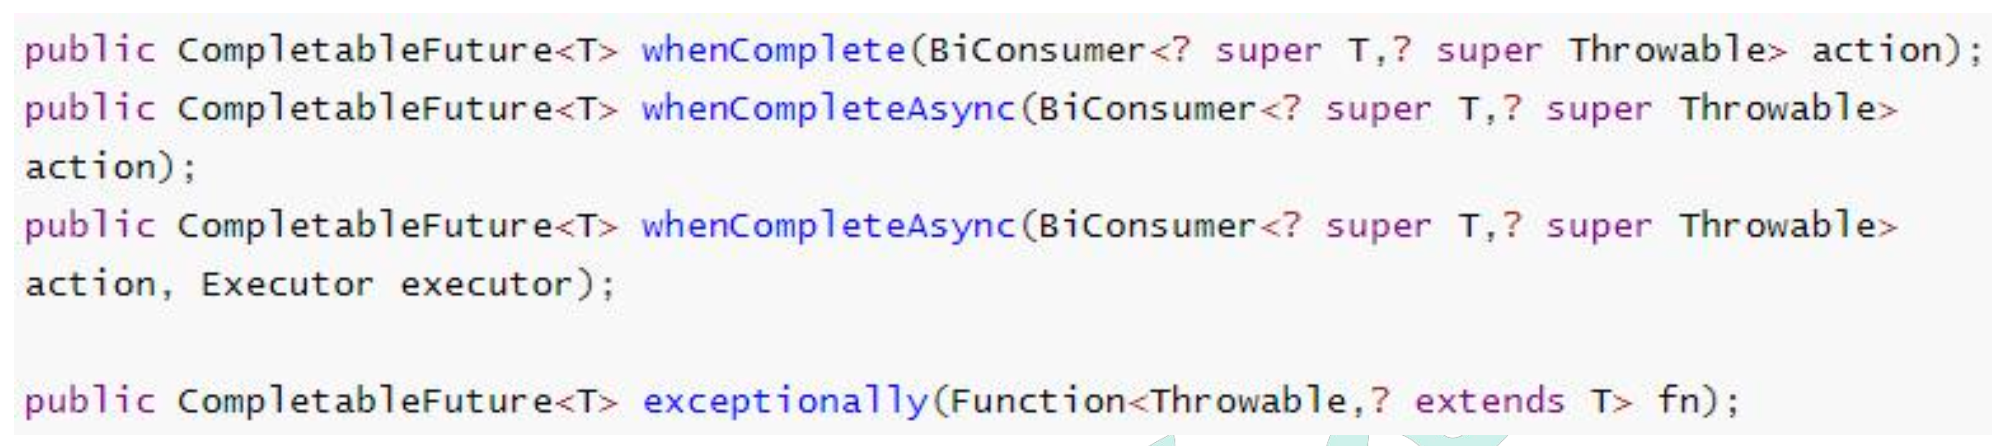 public CompletableFuture<T> whenComplete(BiConsumer<? super T,? super Throwable> action);
public CompletableFuture<T> whenCompleteAsync(BiConsumer<? super T,? super Throwable>
action);
public CompletableFuture<T> whenCompleteAsync(BiConsumer<? super T,? super Throwable>
action, Executor executor);
public CompletableFuture<T> exceptionally(Function<Throwable,? extends T> fn);